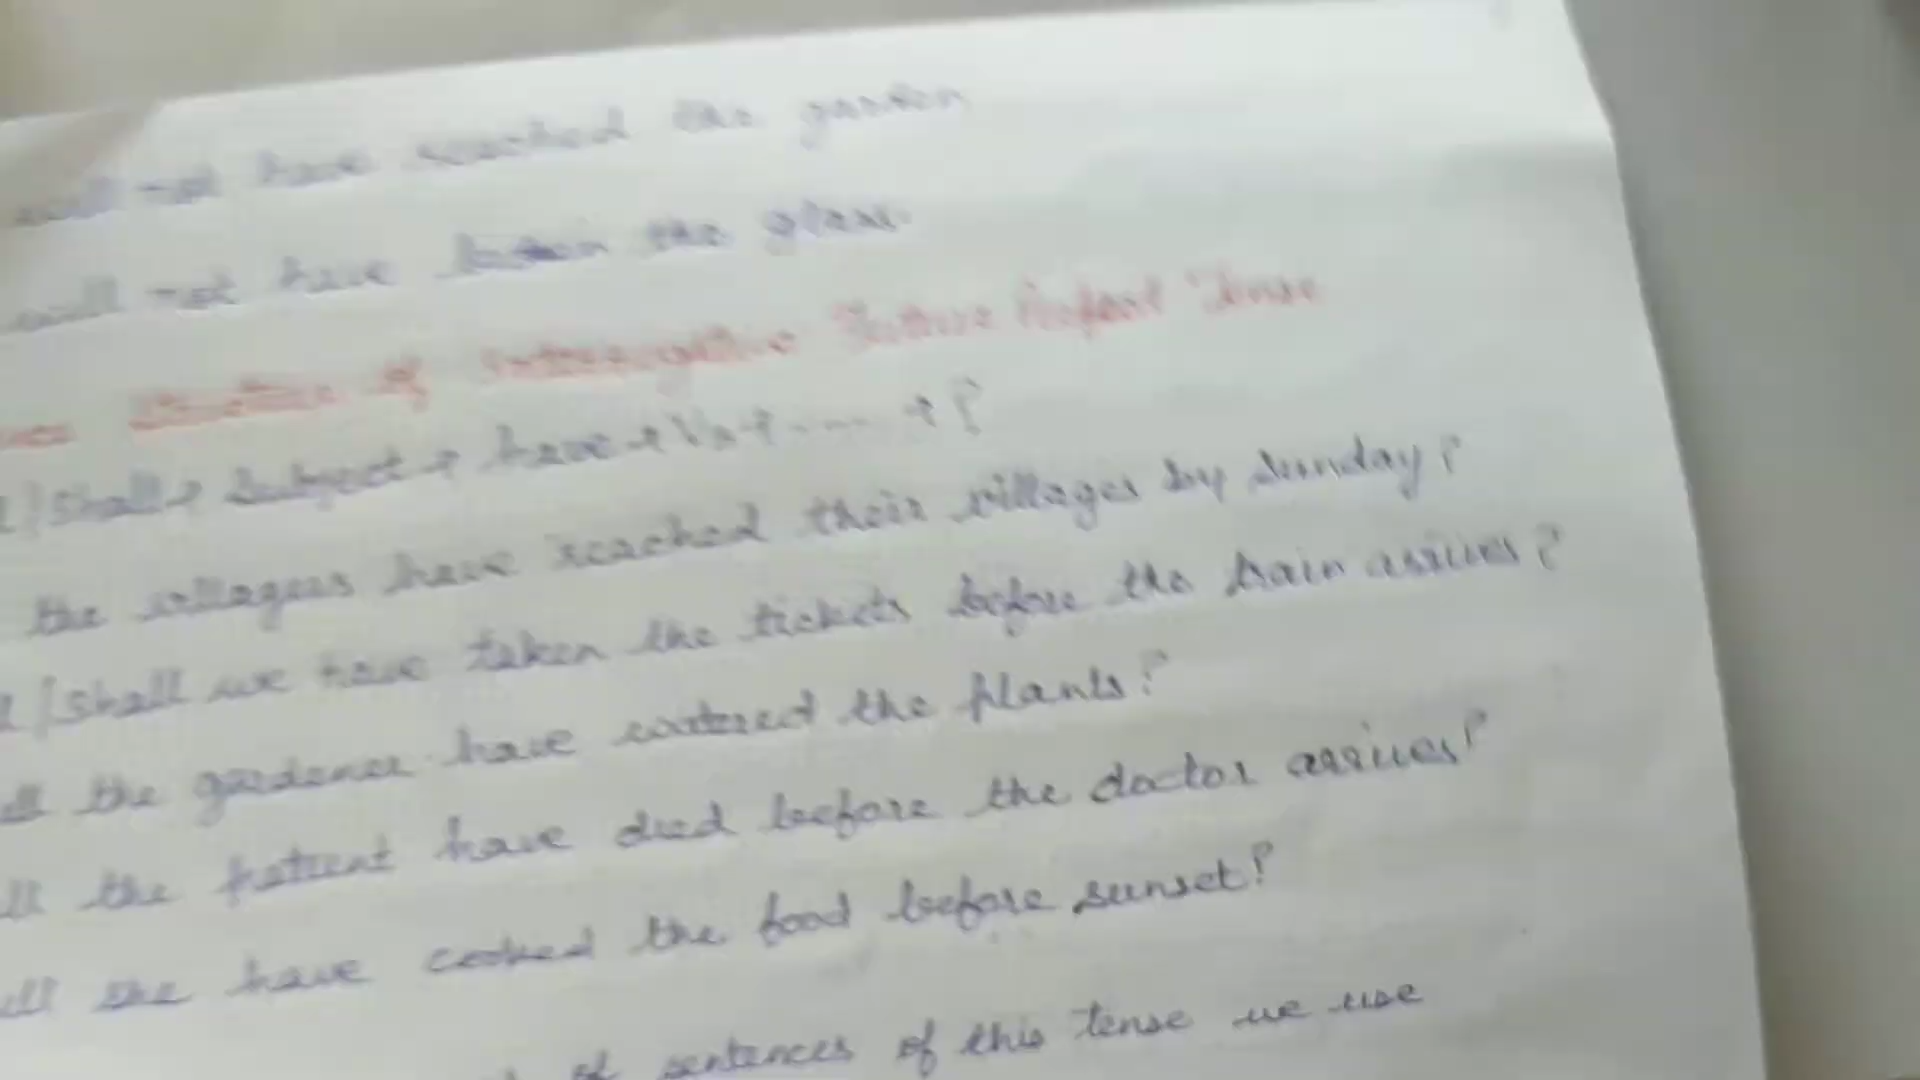 will not have reached the garden
will not have broken the glass.
Structure of Interrogative Future Perfect Tense
/Shall + Subject + have + V3 + .... + ?
the villagers have reached their villages by Sunday?
/Shall we have taken the tickets before the train arrives?
the gardener have watered the plants?
the patient have died before the doctor arrives?
she have cooked the food before sunset?
of sentences of this tense we use